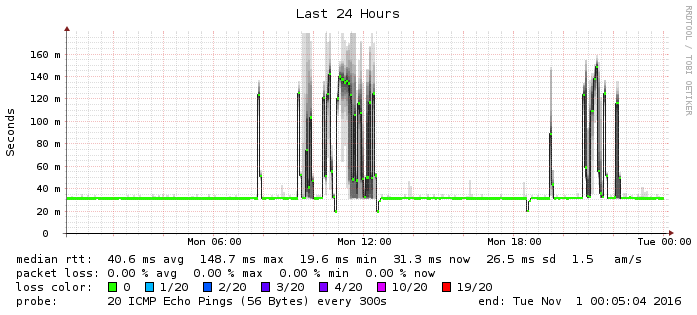 Last 24 Hours
RRDTOOL / TOBI OETIKER
Seconds
160 m
140 m
120 m
100 m
80 m
60 m
40 m
20 m
0
Mon 06:00 Mon 12:00 Mon 18:00 Tue 00:00
median rtt: 40.6 ms avg 148.7 ms max 19.6 ms min 31.3 ms now 26.5 ms sd 1.5 am/s
packet loss: 0.00 % avg 0.00 % max 0.00 % min 0.00 % now
loss color: 0 1/20 2/20 3/20 4/20 10/20 19/20
probe: 20 ICMP Echo Pings (56 Bytes) every 300s end: Tue Nov 1 00:05:04 2016